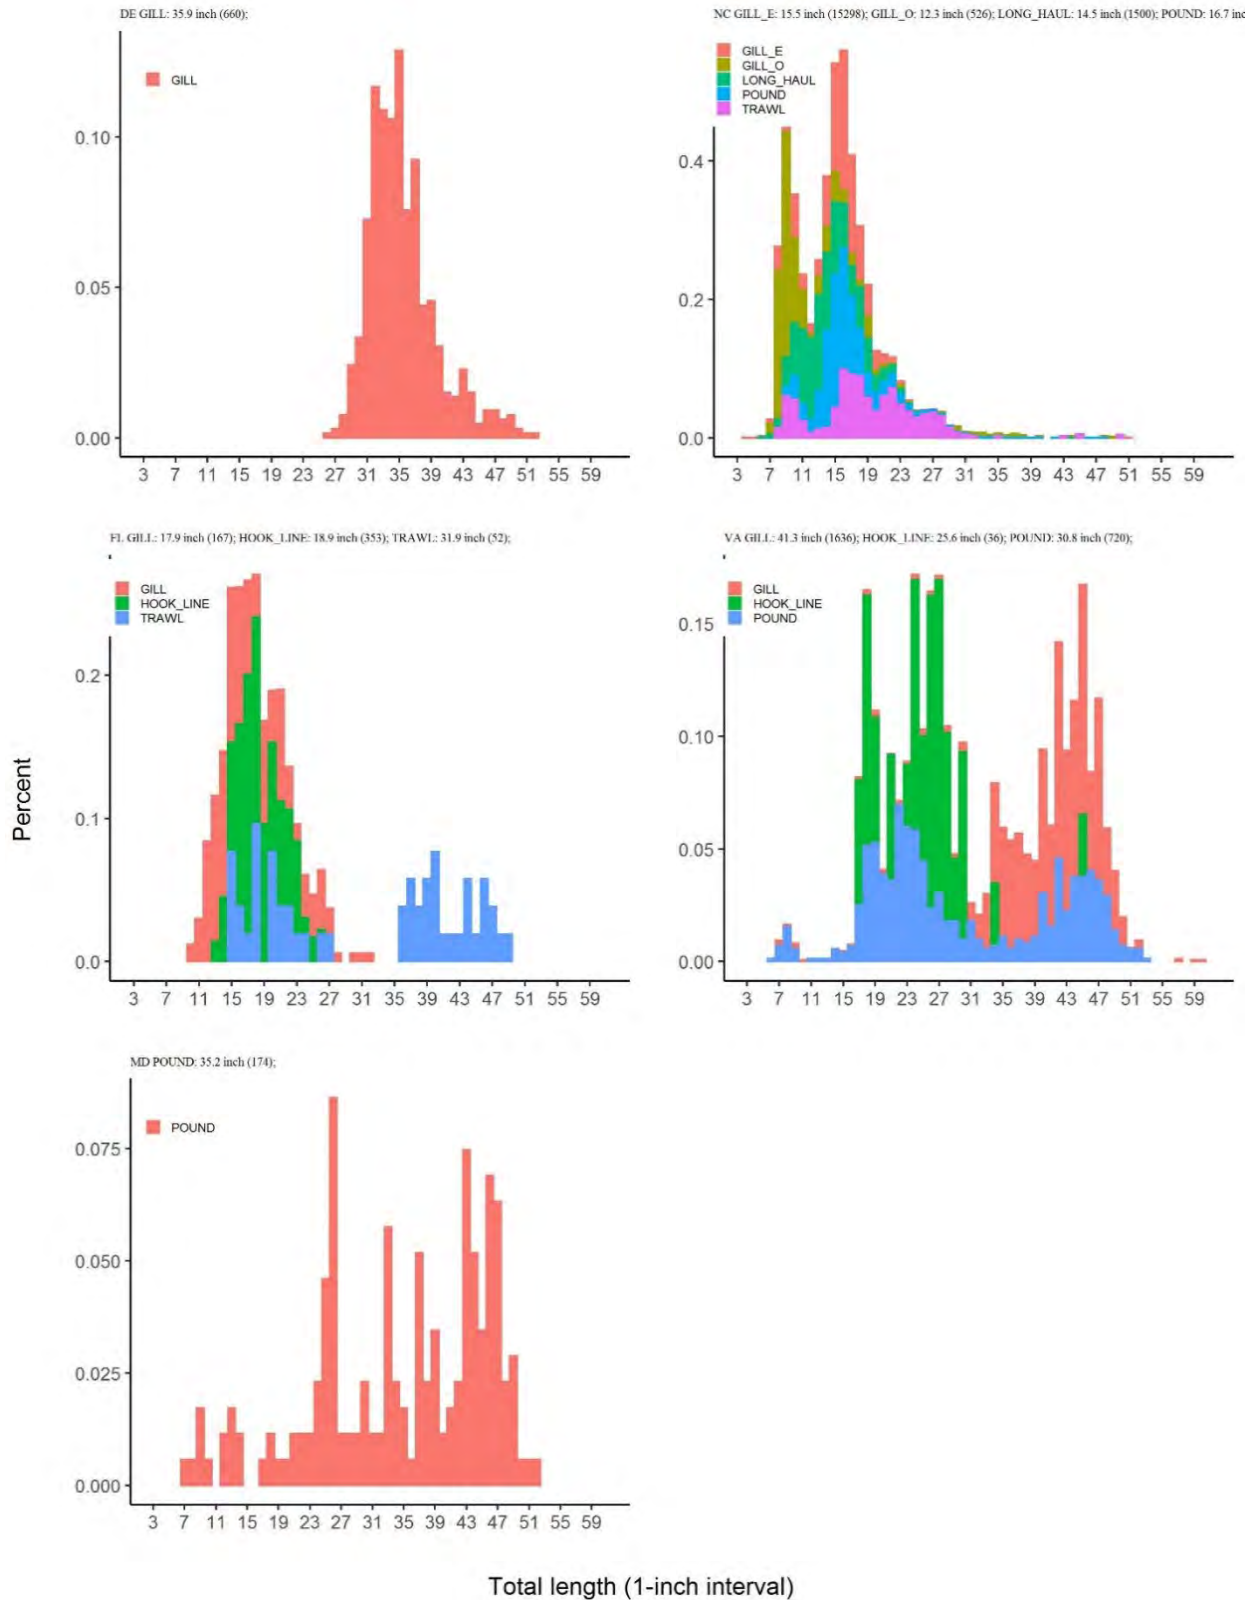 DE GILL: 35.9 inch (660);
GILL
0.10
0.05
0.00
3 7 11 15 19 23 27 31 35 39 43 47 51 55 59
NC GILL_E: 15.5 inch (15298); GILL_O: 12.3 inch (526); LONG_HAUL: 14.5 inch (1500); POUND: 16.7 inc
GILL_E
GILL_O
LONG_HAUL
POUND
TRAWL
0.4
0.2
0.0
3 7 11 15 19 23 27 31 35 39 43 47 51 55 59
FL GILL: 17.9 inch (167); HOOK_LINE: 18.9 inch (353); TRAWL: 31.9 inch (52);
GILL
HOOK_LINE
TRAWL
0.2
0.1
0.0
3 7 11 15 19 23 27 31 35 39 43 47 51 55 59
VA GILL: 41.3 inch (1636); HOOK_LINE: 25.6 inch (36); POUND: 30.8 inch (720);
GILL
HOOK_LINE
POUND
0.15
0.10
0.05
0.00
3 7 11 15 19 23 27 31 35 39 43 47 51 55 59
Percent
MD POUND: 35.2 inch (174);
POUND
0.075
0.050
0.025
0.000
3 7 11 15 19 23 27 31 35 39 43 47 51 55 59
Total length (1-inch interval)